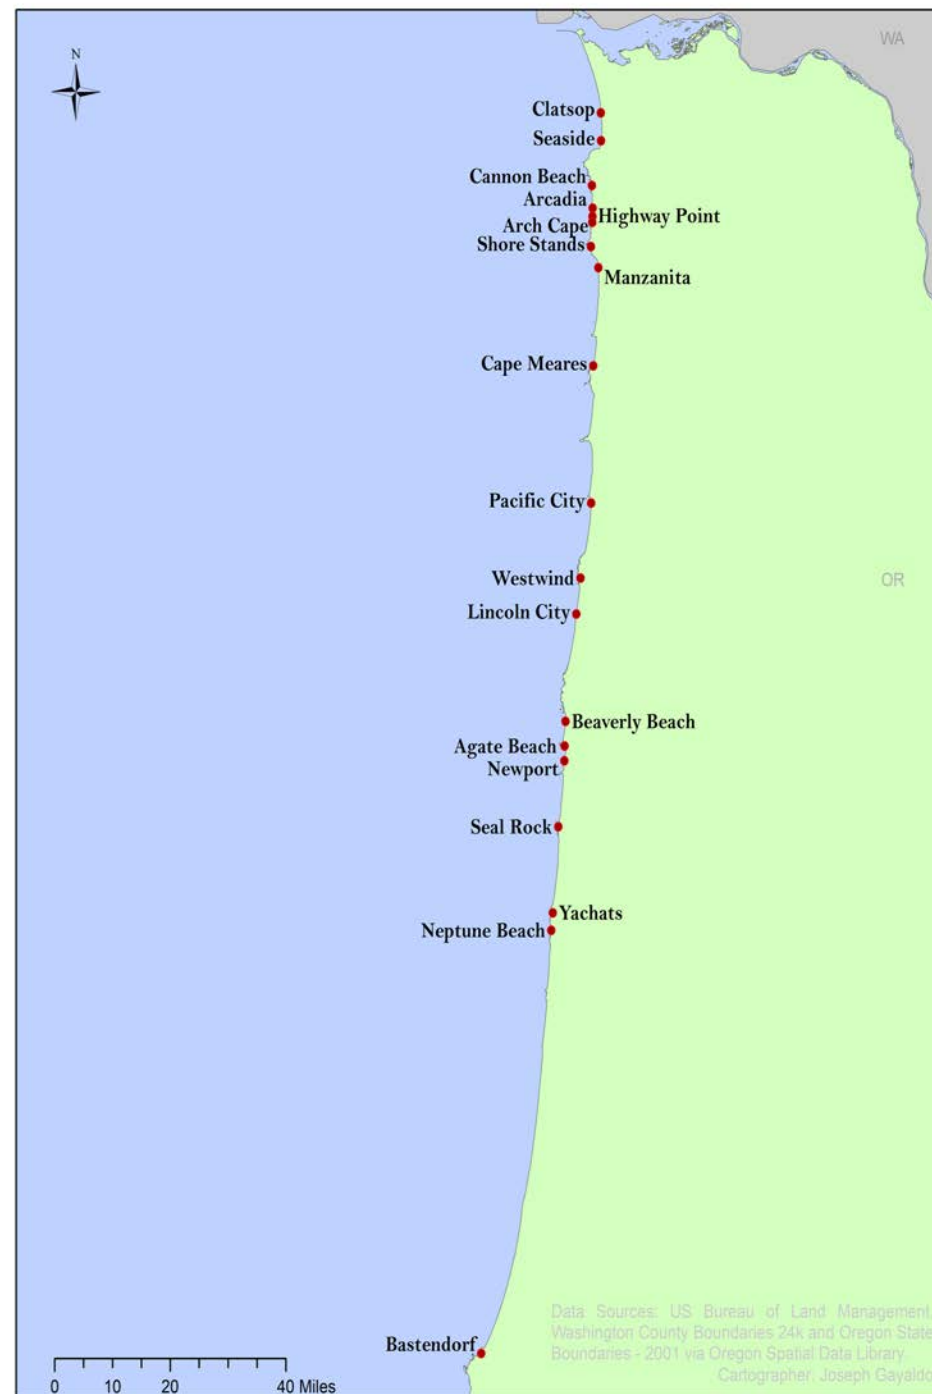 WA
N
Clatsop
Seaside
Cannon Beach
Arcadia
Highway Point
Arch Cape
Shore Stands
Manzanita
Cape Meares
Pacific City
Westwind
OR
Lincoln City
Beaverly Beach
Agate Beach
Newport
Seal Rock
Yachats
Neptune Beach
Data Sources: US Bureau of Land Management,
Washington County Boundaries 24k and Oregon State
Boundaries - 2001 via Oregon Spatial Data Library
Cartographer: Joseph Gayaldo
Bastendorf
0 10 20 40 Miles